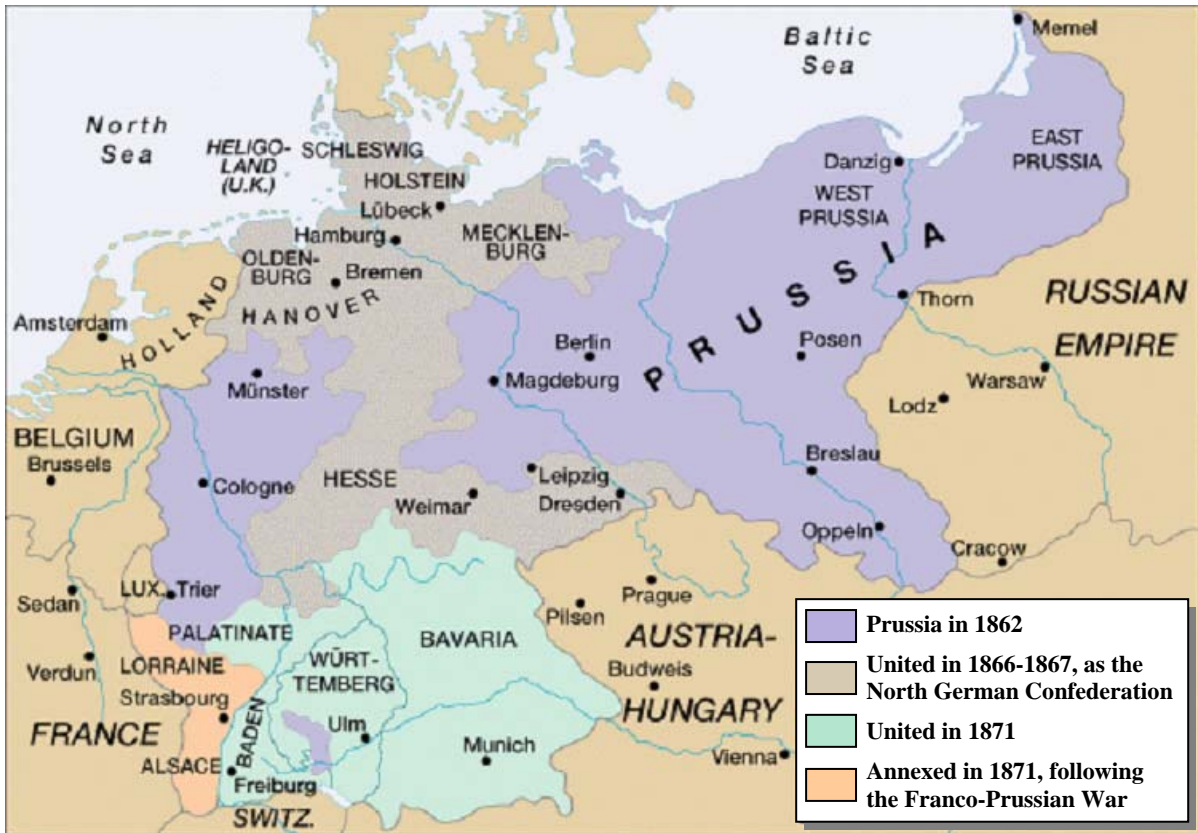 Baltic
Sea
Memel
North
Sea
HELIGO-
LAND
(U.K.)
SCHLESWIG
EAST
PRUSSIA
Danzig
HOLSTEIN
WEST
PRUSSIA
Lübeck
Hamburg
MECKLEN-
BURG
OLDEN-
BURG
Bremen
HANOVER
HOLLAND
Amsterdam
PRUSSIA
Thorn
RUSSIAN
EMPIRE
Berlin
Posen
Magdeburg
Münster
Warsaw
Lodz
BELGIUM
Brussels
Cologne
HESSE
Leipzig
Weimar
Dresden
Breslau
Oppeln
Cracow
LUX.
Trier
Sedan
Prague
Pilsen
PALATINATE
BAVARIA
AUSTRIA-
HUNGARY
Budweis
LORRAINE
WÜRT-
TEMBERG
Verdun
Strasbourg
FRANCE
BADEN
Ulm
Munich
Vienna
ALSACE
Freiburg
SWITZ.
Prussia in 1862
United in 1866-1867, as the
North German Confederation
United in 1871
Annexed in 1871, following
the Franco-Prussian War